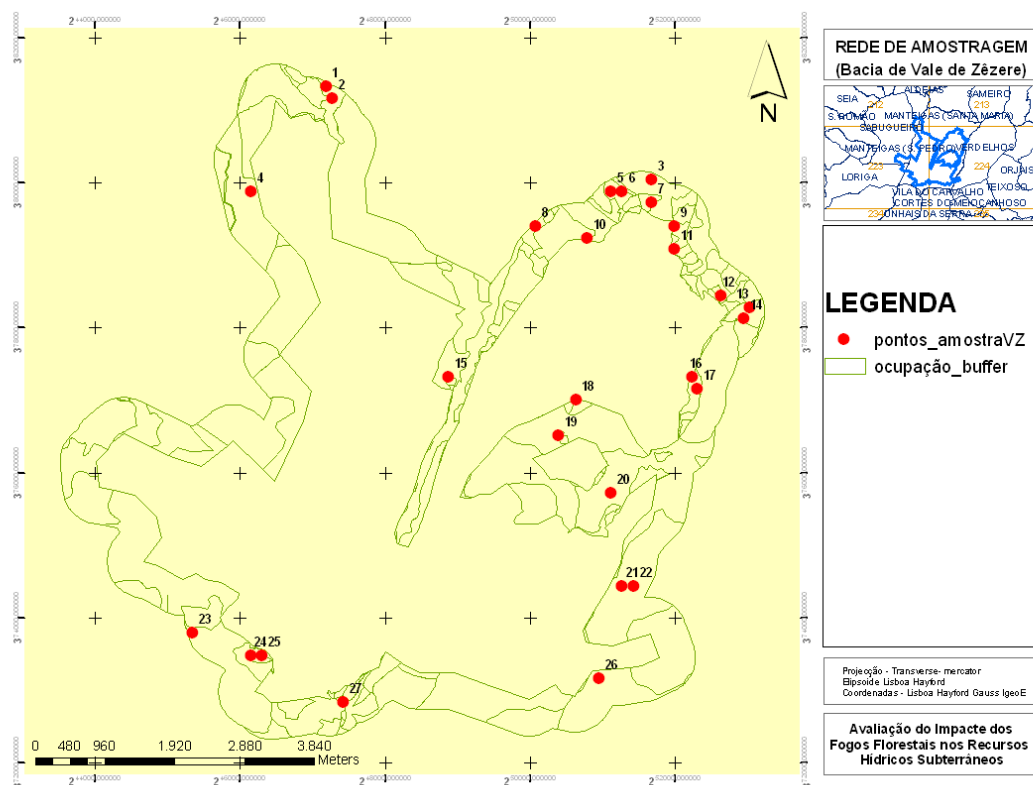 REDE DE AMOSTRAGEM
(Bacia de Vale de Zêzere)
ALDEIAS
SEIA
SAMEIRO
212
213
S. ROMÃO
MANTEIGAS (SANTA MARIA)
SABUGUEIRO
MANTEIGAS (S. PEDRO)
VERDELHOS
223
224
ORJAIS
LORIGA
TEIXOSO
VILA DO CARVALHO
CORTES DO MEIO
CANHOSO
234
UNHAIS DA SERRA
LEGENDA
pontos_amostraVZ
ocupação_buffer
Projecção - Transverse- mercator
Elipsoide Lisboa Hayford
Coordenadas - Lisboa Hayford Gauss IgeoE
Avaliação do Impacte dos
Fogos Florestais nos Recursos
Hídricos Subterrâneos
N
1
2
3
4
5
6
7
8
9
10
11
12
13
14
15
16
17
18
19
20
21
22
23
24
25
26
27
0 480 960 1.920 2.880 3.840
Meters